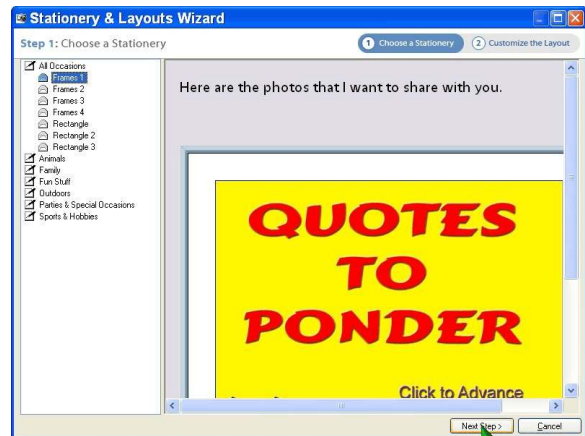 Stationery & Layouts Wizard
Step 1: Choose a Stationery
1 Choose a Stationery
2 Customize the Layout
All Occasions
Frames 1
Frames 2
Frames 3
Frames 4
Rectangle
Rectangle 2
Rectangle 3
Animals
Family
Fun Stuff
Outdoors
Parties & Special Occasions
Sports & Hobbies
Here are the photos that I want to share with you.
QUOTES
TO
PONDER
Click to Advance
Next Step >
Cancel